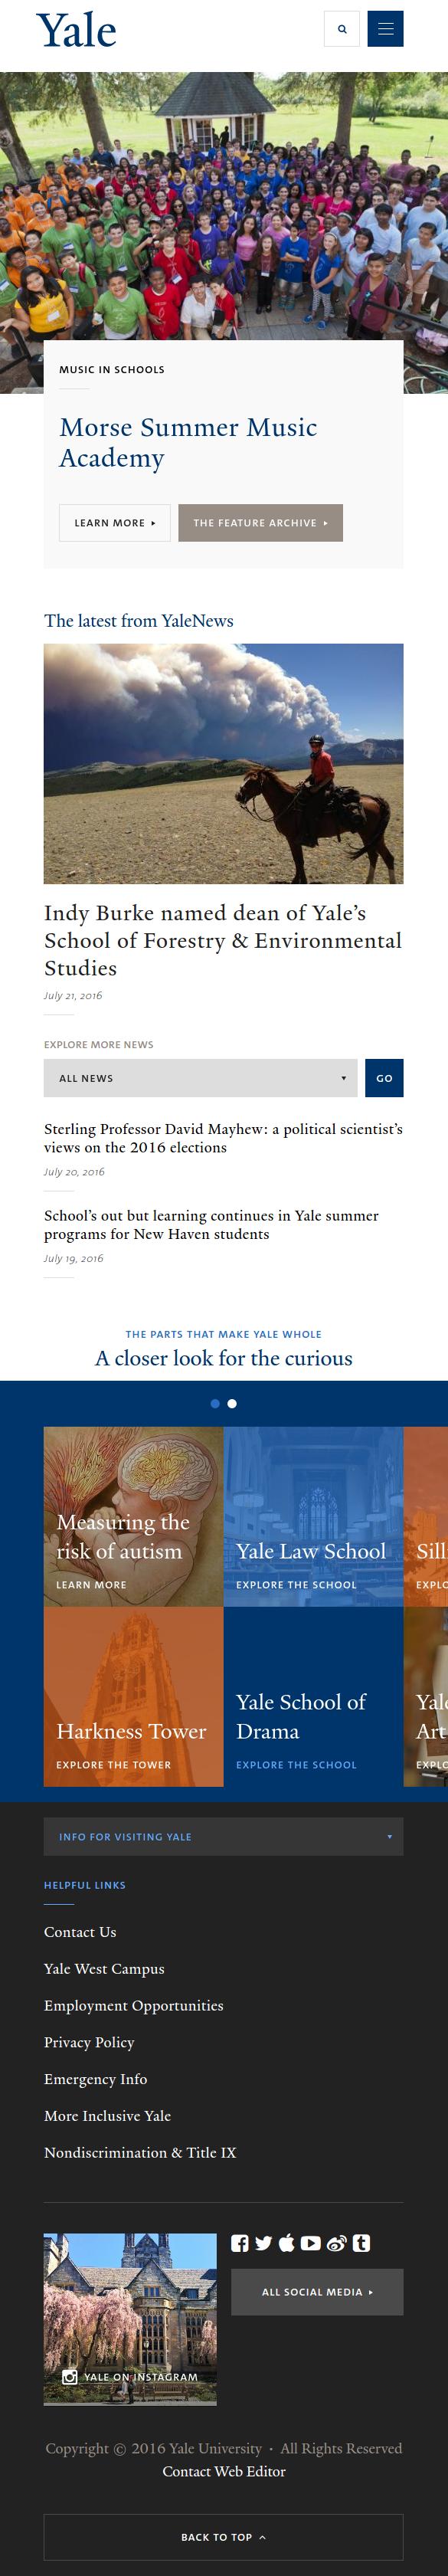 Yale
MUSIC IN SCHOOLS
Morse Summer Music
Academy
LEARN MORE
THE FEATURE ARCHIVE
The latest from YaleNews
Indy Burke named dean of Yale’s
School of Forestry & Environmental
Studies
July 21, 2016
EXPLORE MORE NEWS
ALL NEWS
GO
Sterling Professor David Mayhew: a political scientist’s
views on the 2016 elections
July 20, 2016
School’s out but learning continues in Yale summer
programs for New Haven students
July 19, 2016
THE PARTS THAT MAKE YALE WHOLE
A closer look for the curious
Measuring the
risk of autism
LEARN MORE
Yale Law School
EXPLORE THE SCHOOL
Harkness Tower
EXPLORE THE TOWER
Yale School of
Drama
EXPLORE THE SCHOOL
Art
INFO FOR VISITING YALE
HELPFUL LINKS
Contact Us
Yale West Campus
Employment Opportunities
Privacy Policy
Emergency Info
More Inclusive Yale
Nondiscrimination & Title IX
ALL SOCIAL MEDIA
YALE ON INSTAGRAM
Copyright © 2016 Yale University · All Rights Reserved
Contact Web Editor
BACK TO TOP